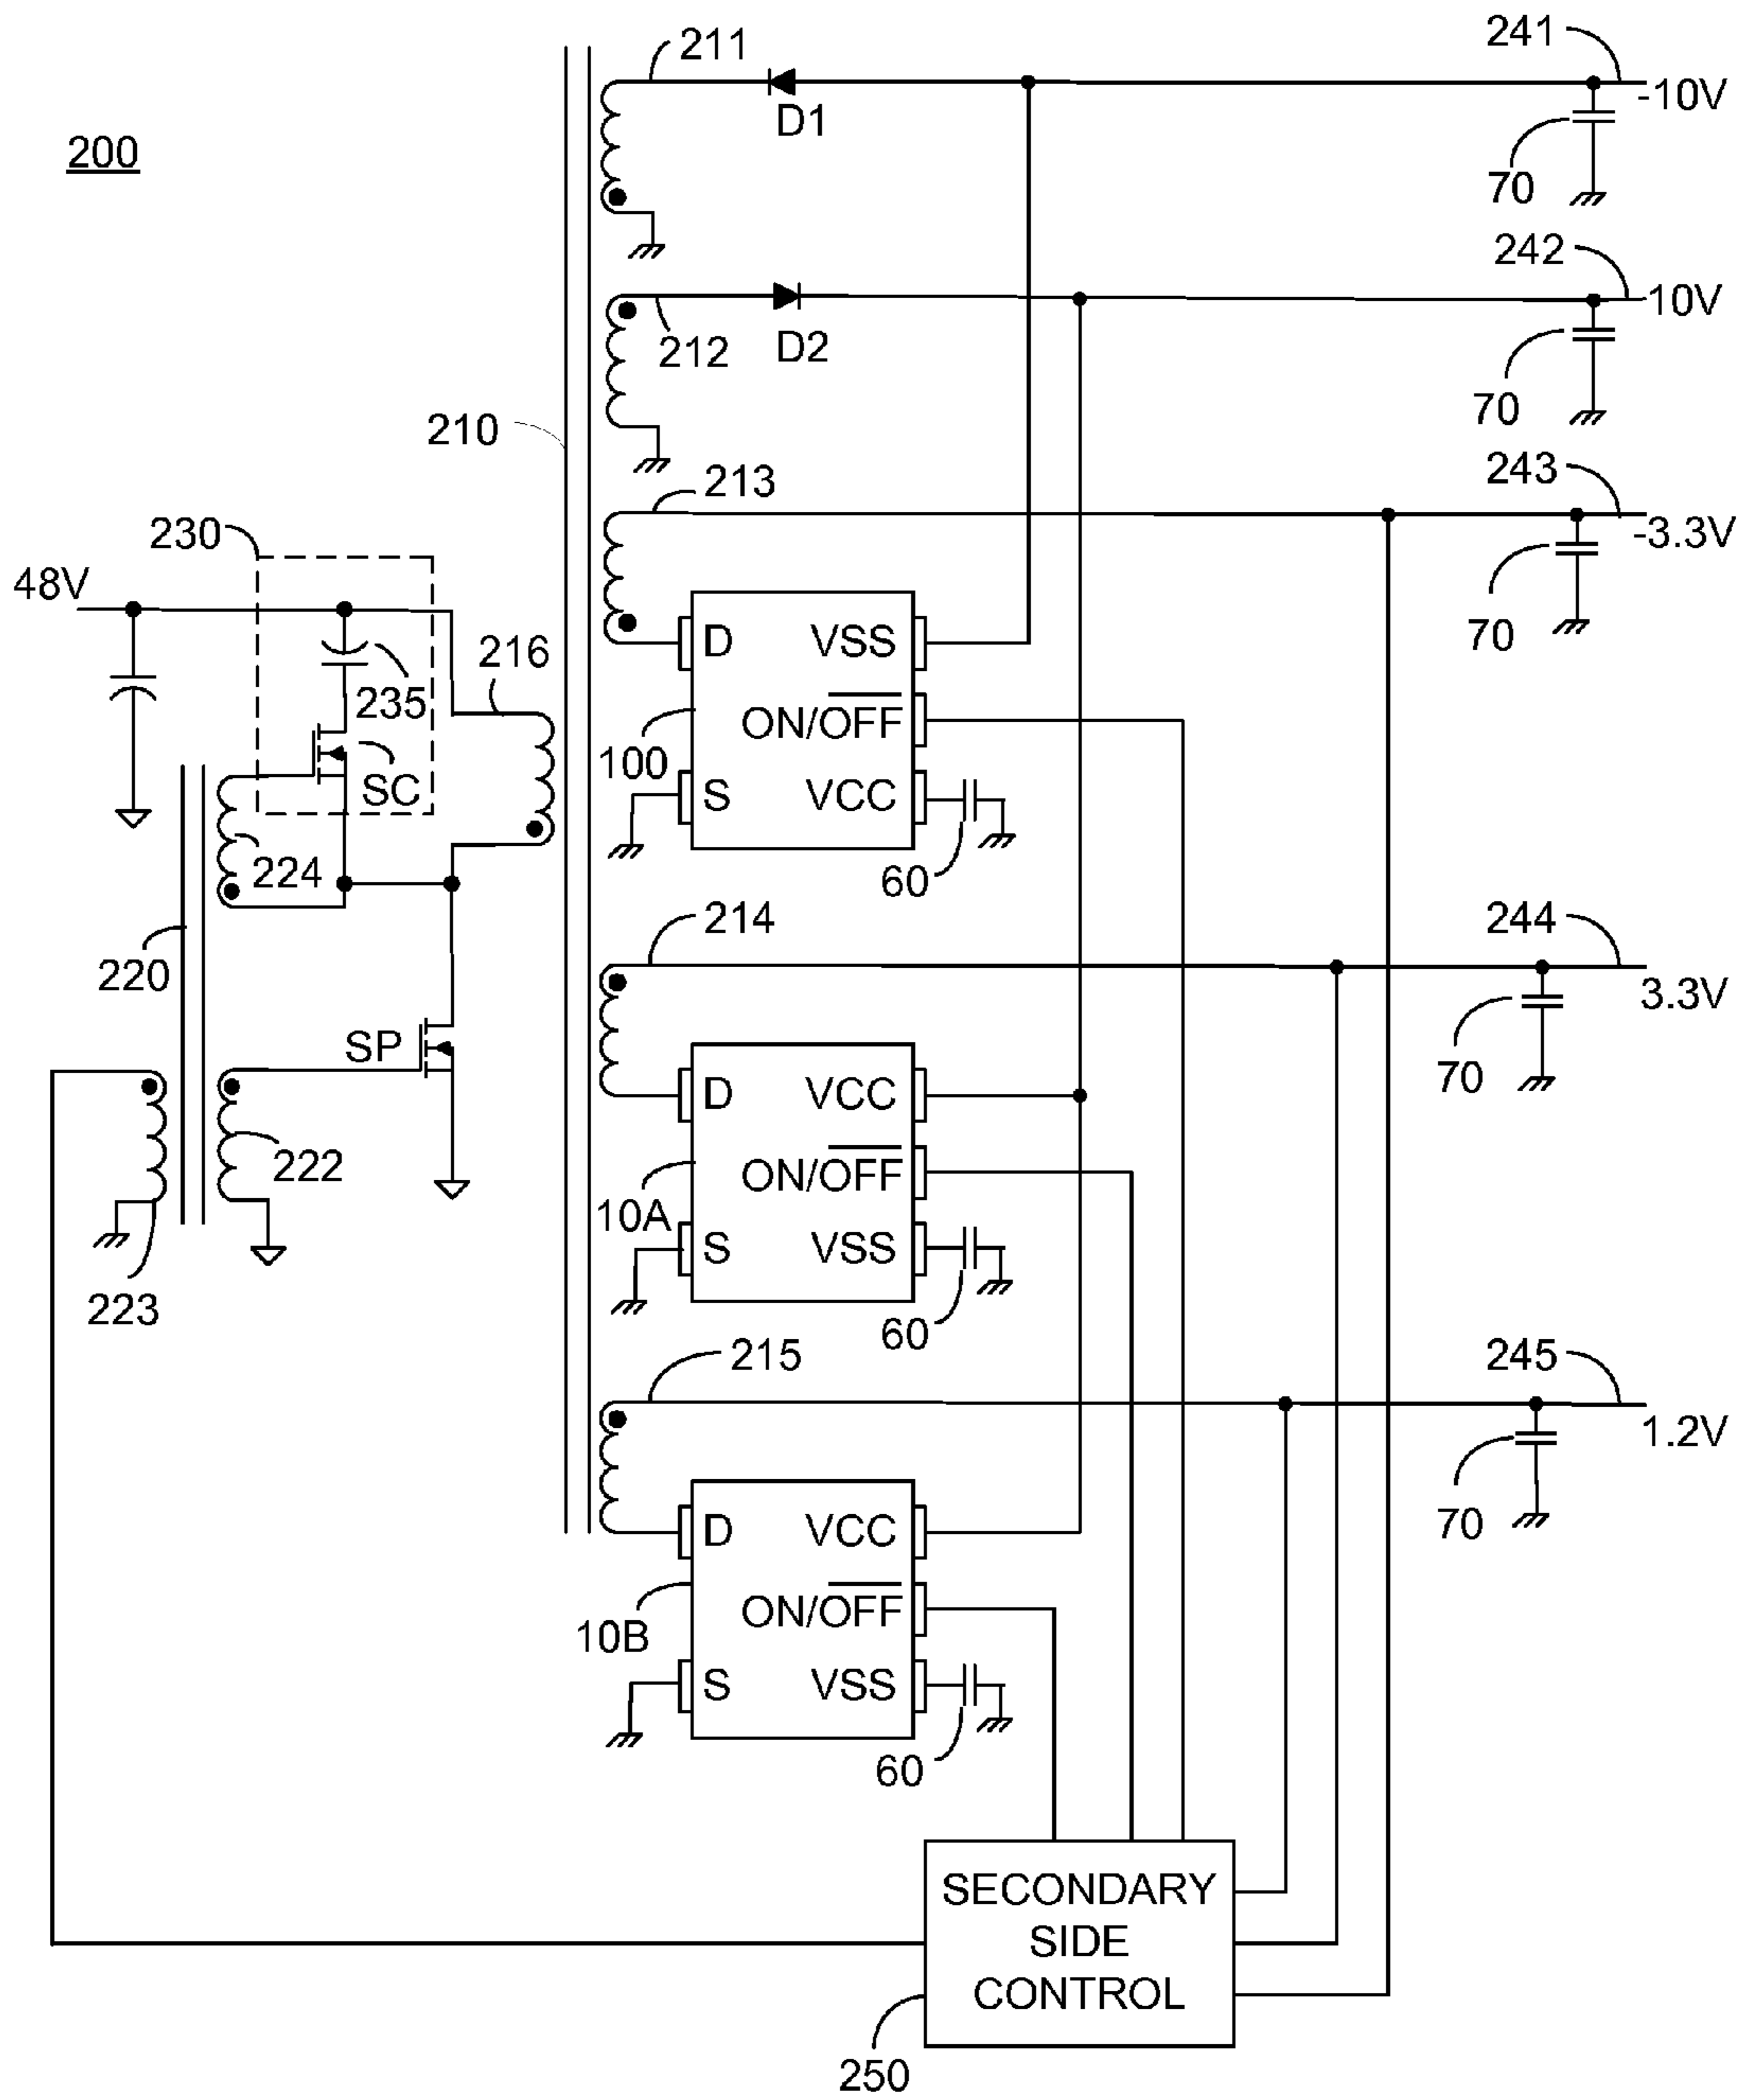 200
211
D1
241
-10V
70
212
D2
242
10V
70
210
213
243
-3.3V
70
230
48V
235
SC
216
224
220
SP
222
223
D
VSS
ON/OFF
S
VCC
100
60
214
244
3.3V
70
D
VCC
ON/OFF
S
VSS
10A
60
215
245
1.2V
70
D
VCC
ON/OFF
S
VSS
10B
60
SECONDARY
SIDE
CONTROL
250